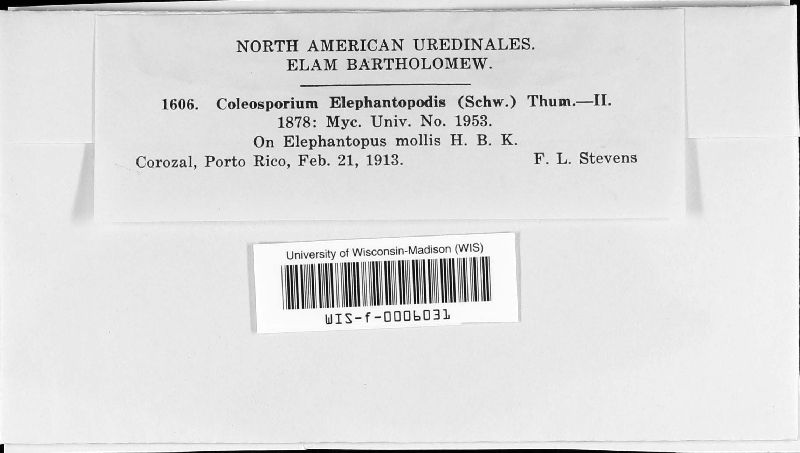 NORTH AMERICAN UREDINALES.
ELAM BARTHOLOMEW.
1606. Coleosporium Elephantopodis (Schw.) Thum.—II.
1878: Myc. Univ. No. 1953.
On Elephantopus mollis H. B. K.
Corozal, Porto Rico, Feb. 21, 1913. F. L. Stevens
University of Wisconsin-Madison (WIS)
WIS-f-0006031